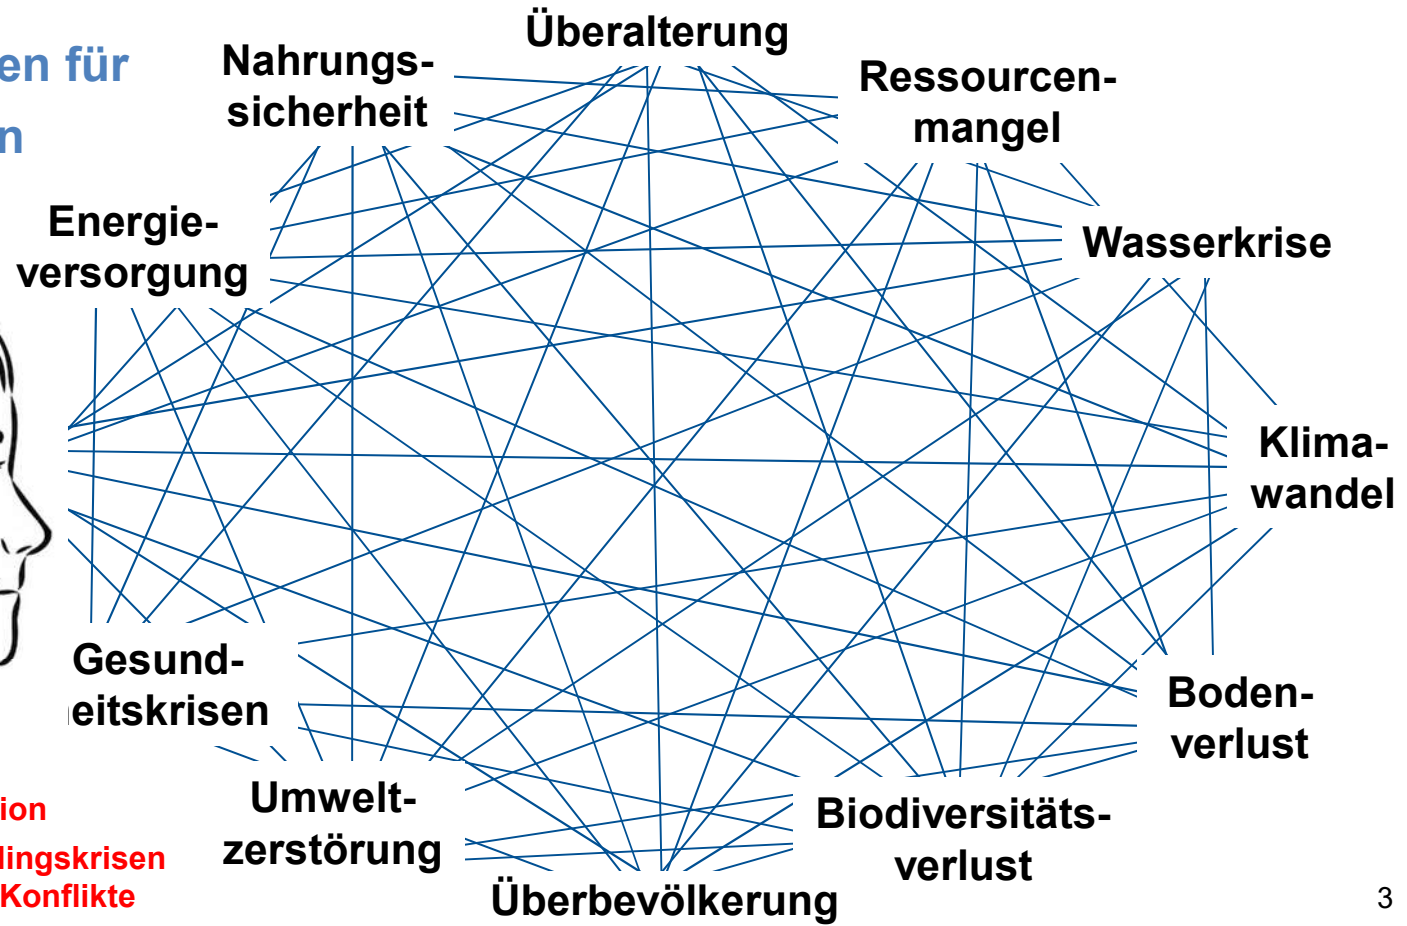 en für
n
Überalterung
Nahrungs-
sicherheit
Ressourcen-
mangel
Energie-
versorgung
Wasserkrise
Klima-
wandel
Gesund-
eitskrisen
Boden-
verlust
Umwelt-
zerstörung
Biodiversitäts-
verlust
Überbevölkerung
ion
lingskrisen
Konflikte
3